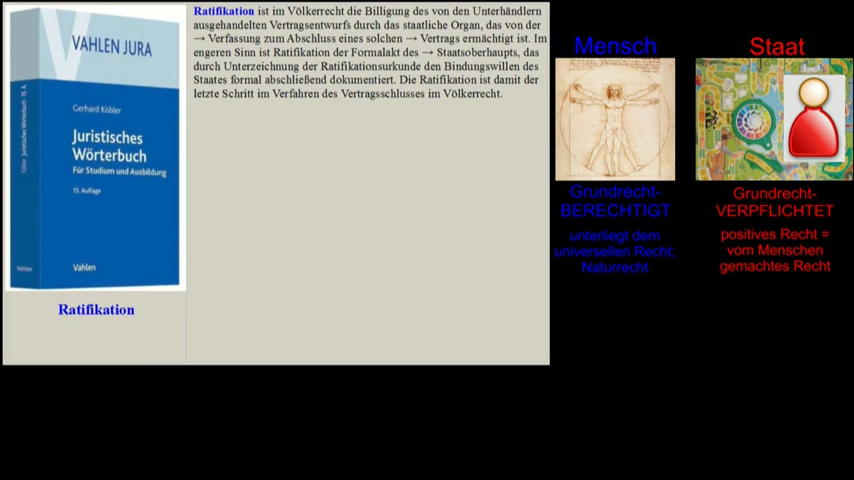 VAHLEN JURA
Gerhard Köbler
Juristisches
Wörterbuch
Für Studium und Ausbildung
15. Auflage
Vahlen
Vahlen
Ratifikation
Ratifikation ist im Völkerrecht die Billigung des von den Unterhändlern
ausgehandelten Vertragsentwurfs durch das staatliche Organ, das von der
→ Verfassung zum Abschluss eines solchen → Vertrags ermächtigt ist. Im
engeren Sinn ist Ratifikation der Formalakt des → Staatsoberhaupts, das
durch Unterzeichnung der Ratifikationsurkunde den Bindungswillen des
Staates formal abschließend dokumentiert. Die Ratifikation ist damit der
letzte Schritt im Verfahren des Vertragsschlusses im Völkerrecht.
Mensch
Grundrecht-
BERECHTIGT
unterliegt dem
universellen Recht;
Naturrecht
Staat
Grundrecht-
VERPFLICHTET
positives Recht =
vom Menschen
gemachtes Recht